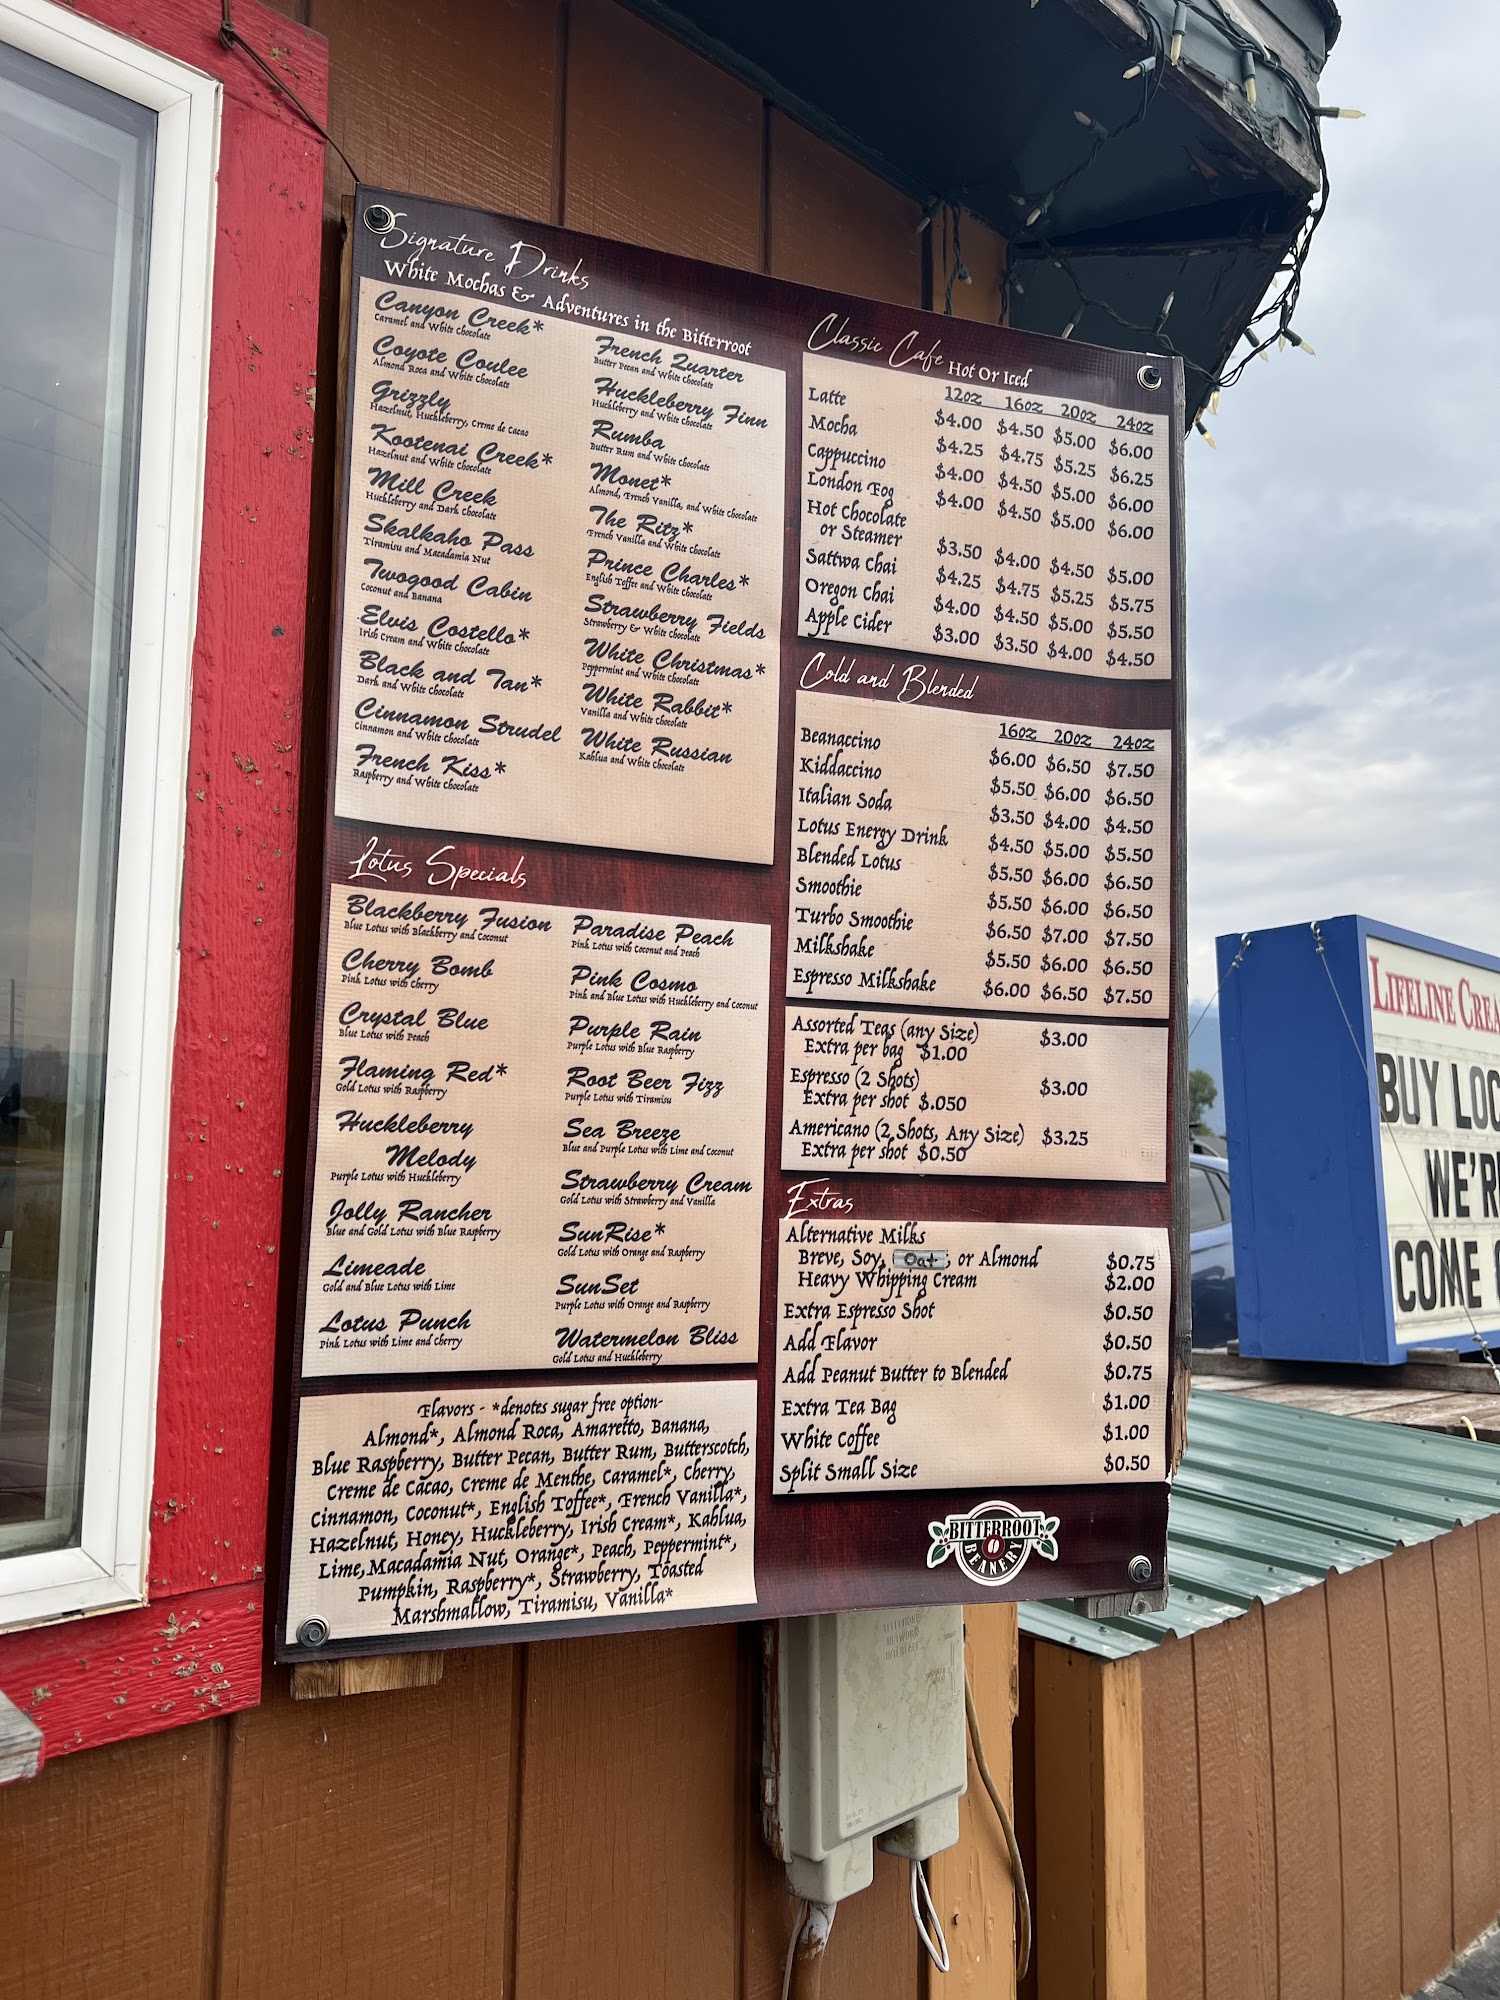 Signature Drinks
White Mochas & Adventures in the Bitterroot
Canyon Creek*
Caramel and White Chocolate
Coyote Coulee
Almond Roca and White Chocolate
Grizzly
Hazelnut, Huckleberry, Creme de Cacao
Kootenai Creek*
Hazelnut and White Chocolate
Mill Creek
Huckleberry and Dark Chocolate
Skalkaho Pass
Tiramisu and Macadamia Nut
Twogood Cabin
Coconut and Banana
Elvis Costello*
Irish Cream and White Chocolate
Black and Tan*
Dark and White Chocolate
Cinnamon Strudel
Cinnamon and White Chocolate
French Kiss*
Raspberry and White Chocolate
French Quarter
Butter Pecan and White Chocolate
Huckleberry Finn
Huckleberry and White Chocolate
Rumba
Butter Rum and White Chocolate
Monet*
Almond, French Vanilla, and White Chocolate
The Ritz*
French Vanilla and White Chocolate
Prince Charles*
English Toffee and White Chocolate
Strawberry Fields
Strawberry & White Chocolate
White Christmas*
Peppermint and White Chocolate
White Rabbit*
Vanilla and White Chocolate
White Russian
Kahlua and White Chocolate
Lotus Specials
Blackberry Fusion
Blue Lotus with Blackberry and Coconut
Cherry Bomb
Pink Lotus with Cherry
Crystal Blue
Blue Lotus with Peach
Flaming Red*
Gold Lotus with Raspberry
Huckleberry
Melody
Purple Lotus with Huckleberry
Jolly Rancher
Blue and Gold Lotus with Blue Raspberry
Limeade
Gold and Blue Lotus with Lime
Lotus Punch
Pink Lotus with Lime and Cherry
Paradise Peach
Pink Lotus with Coconut and Peach
Pink Cosmo
Pink and Blue Lotus with Huckleberry and Coconut
Purple Rain
Purple Lotus with Blue Raspberry
Root Beer Fizz
Purple Lotus with Tiramisu
Sea Breeze
Blue and Purple Lotus with Lime and Coconut
Strawberry Cream
Gold Lotus with Strawberry and Vanilla
SunRise*
Gold Lotus with Orange and Raspberry
SunSet
Purple Lotus with Orange and Raspberry
Watermelon Bliss
Gold Lotus and Huckleberry
Flavors - *denotes sugar free option-
Almond*, Almond Roca, Amaretto, Banana,
Blue Raspberry, Butter Pecan, Butter Rum, Butterscotch,
Creme de Cacao, Creme de Menthe, Caramel*, Cherry,
Cinnamon, Coconut*, English Toffee*, French Vanilla*,
Hazelnut, Honey, Huckleberry, Irish Cream*, Kahlua,
Lime, Macadamia Nut, Orange*, Peach, Peppermint*,
Pumpkin, Raspberry*, Strawberry, Toasted
Marshmallow, Tiramisu, Vanilla*
Classic Cafe Hot Or Iced
12oz 16oz 20oz 24oz
Latte $4.00 $4.50 $5.00 $6.00
Mocha $4.25 $4.75 $5.25 $6.25
Cappuccino $4.00 $4.50 $5.00 $6.00
London Fog $4.00 $4.50 $5.00 $6.00
Hot Chocolate
or Steamer $3.50 $4.00 $4.50 $5.00
Sattwa Chai $4.25 $4.75 $5.25 $5.75
Oregon Chai $4.00 $4.50 $5.00 $5.50
Apple Cider $3.00 $3.50 $4.00 $4.50
Cold and Blended
16oz 20oz 24oz
Beanaccino $6.00 $6.50 $7.50
Kiddaccino $5.50 $6.00 $6.50
Italian Soda $3.50 $4.00 $4.50
Lotus Energy Drink $4.50 $5.00 $5.50
Blended Lotus $5.50 $6.00 $6.50
Smoothie $5.50 $6.00 $6.50
Turbo Smoothie $6.50 $7.00 $7.50
Milkshake $5.50 $6.00 $6.50
Espresso Milkshake $6.00 $6.50 $7.50
Assorted Teas (any Size) $3.00
Extra per bag $1.00
Espresso (2 Shots) $3.00
Extra per shot $.050
Americano (2 Shots, Any Size) $3.25
Extra per shot $0.50
Extras
Alternative Milks
Breve, Soy, Oat, or Almond $0.75
Heavy Whipping Cream $2.00
Extra Espresso Shot $0.50
Add Flavor $0.50
Add Peanut Butter to Blended $0.75
Extra Tea Bag $1.00
White Coffee $1.00
Split Small Size $0.50
BITTERROOT
BEANERY
LIFELINE CREA
BUY LOC
WE'R
COME
TELEPHONE
NETWORK
INTERFACE